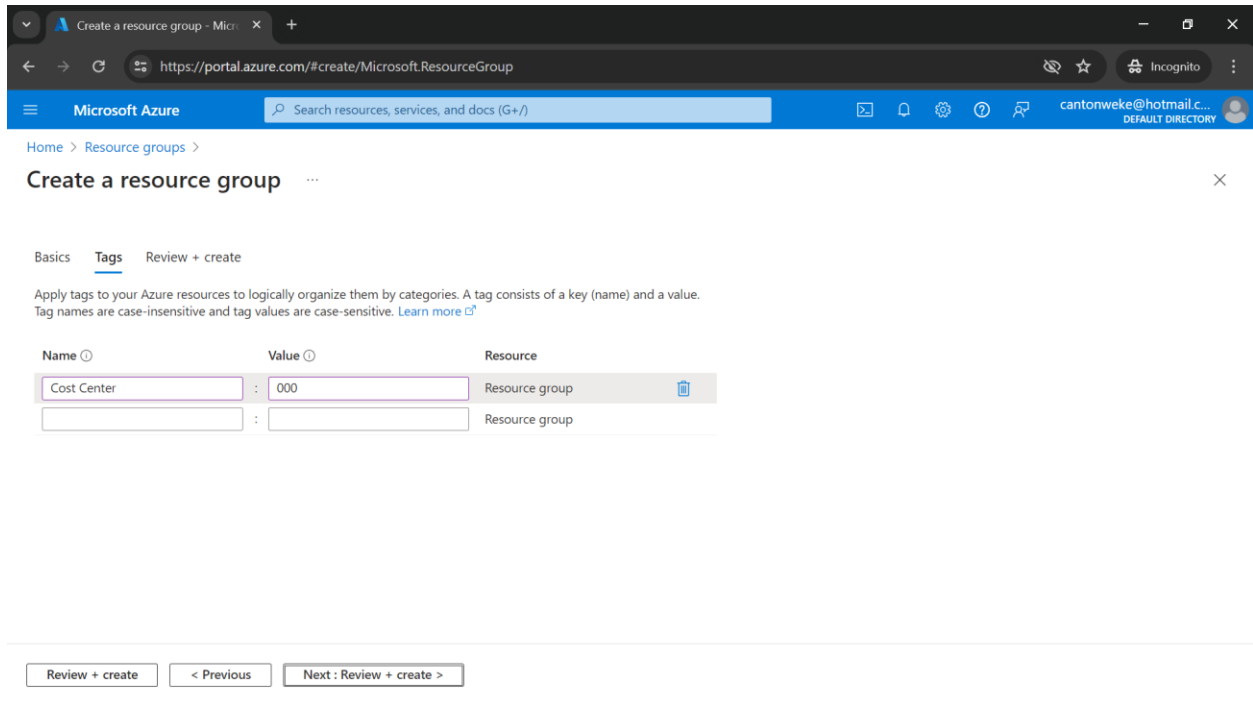 Create a resource group - Micr
https://portal.azure.com/#create/Microsoft.ResourceGroup
Incognito
Microsoft Azure
Search resources, services, and docs (G+/)
cantonweke@hotmail.c...
DEFAULT DIRECTORY
Home > Resource groups >
Create a resource group ...
Basics Tags Review + create
Apply tags to your Azure resources to logically organize them by categories. A tag consists of a key (name) and a value.
Tag names are case-insensitive and tag values are case-sensitive. Learn more
Name Value Resource
Cost Center : 000 Resource group
: Resource group
Review + create < Previous Next : Review + create >